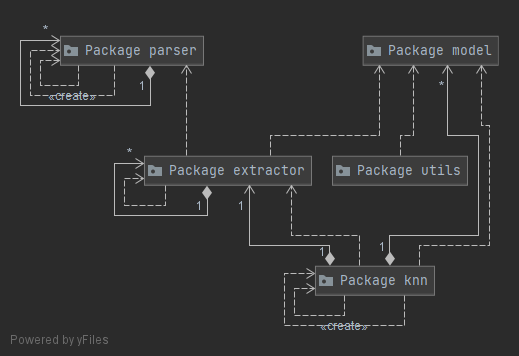 *
Package parser
Package model
1
*
«create»
*
Package extractor
Package utils
1
1
1
1
Package knn
«create»
Powered by yFiles